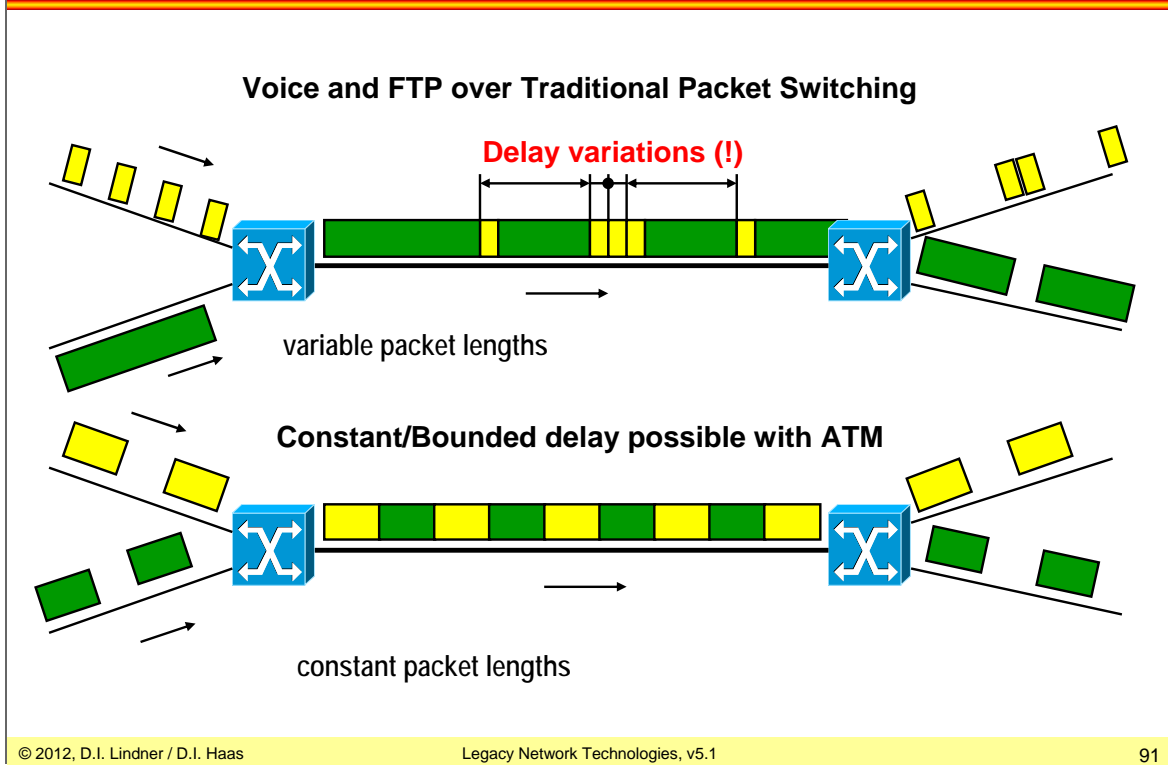 Voice and FTP over Traditional Packet Switching
Delay variations (!)
variable packet lengths
Constant/Bounded delay possible with ATM
constant packet lengths
© 2012, D.I. Lindner / D.I. Haas
Legacy Network Technologies, v5.1
91